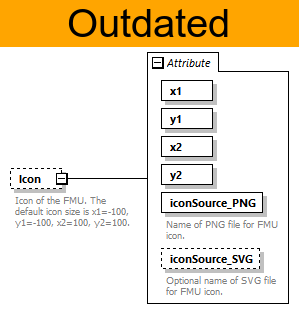 Outdated
Attribute
x1
y1
x2
y2
Icon
Icon of the FMU. The
default icon size is x1=-100,
y1=-100, x2=100, y2=100.
iconSource_PNG
Name of PNG file for FMU
icon.
iconSource_SVG
Optional name of SVG file
for FMU icon.